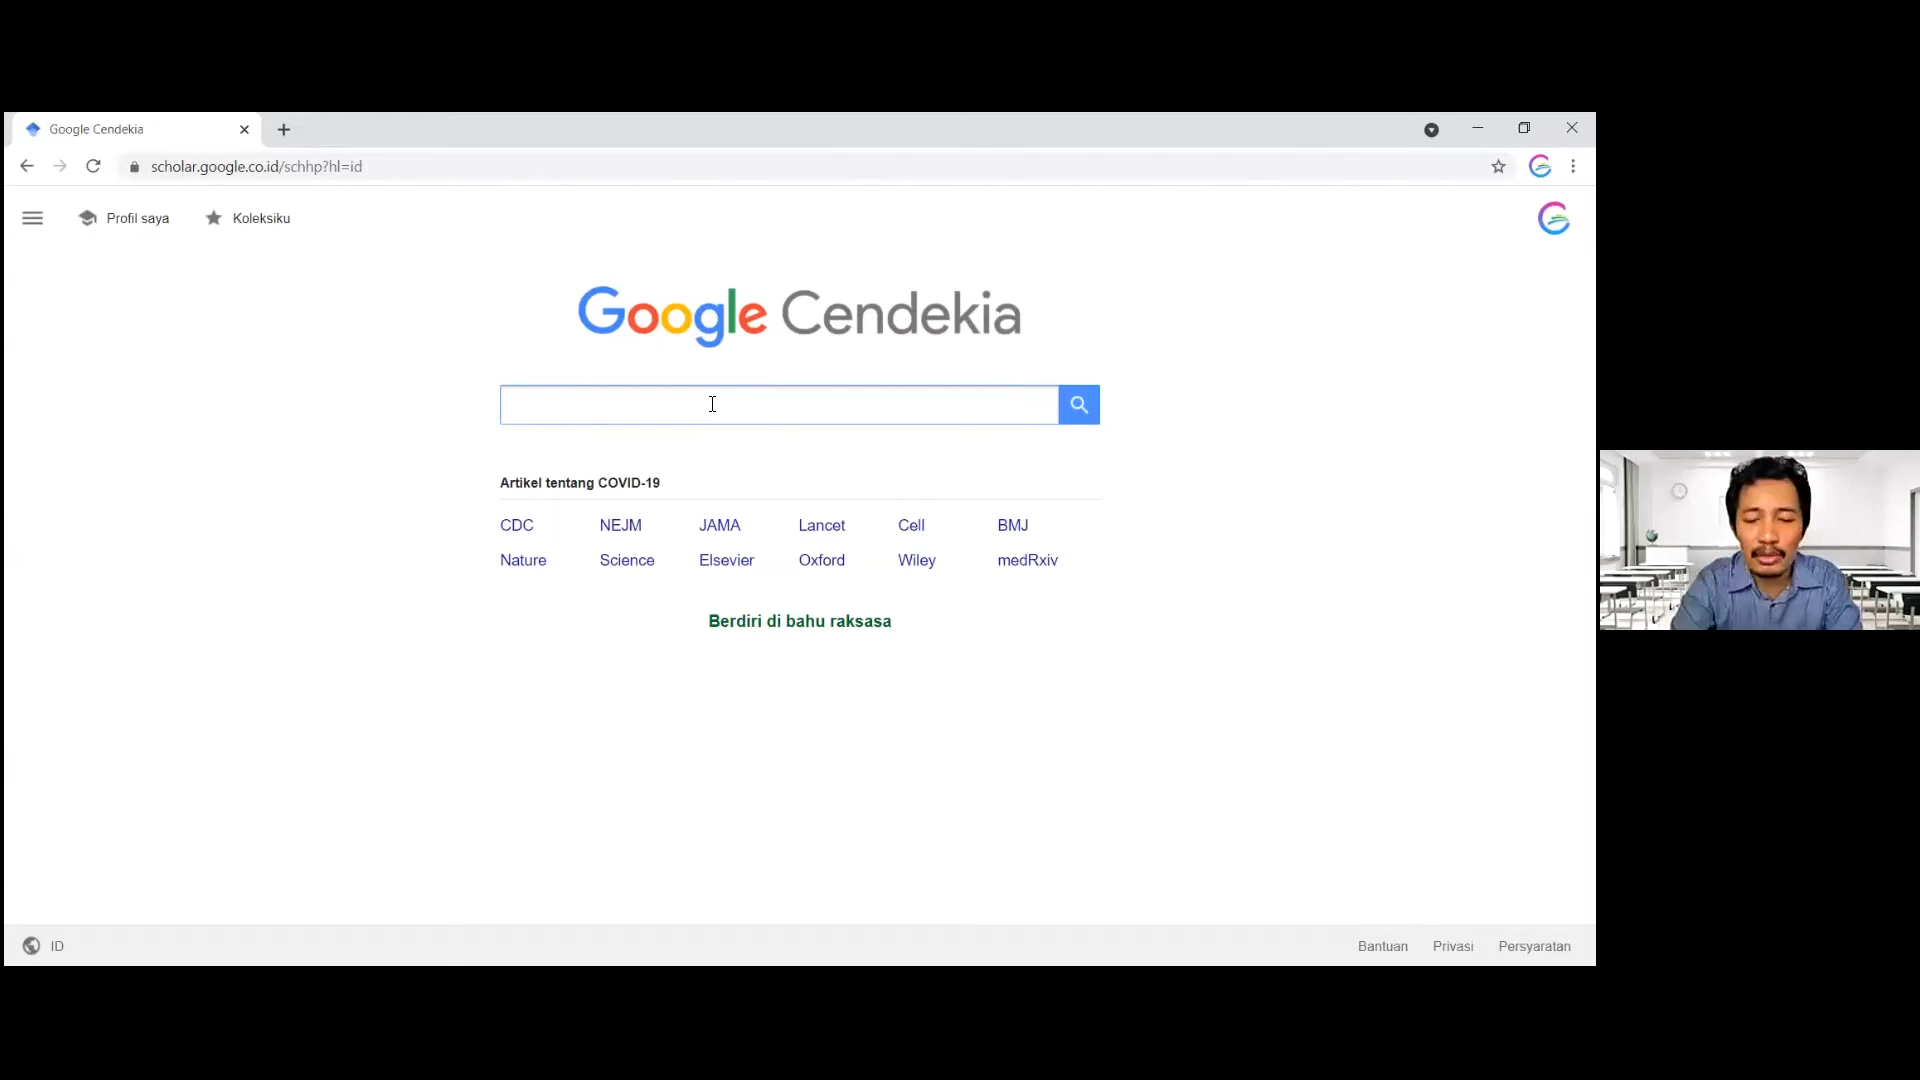 Google Cendekia
scholar.google.co.id/schhp?hl=id
Profil saya
Koleksiku
Google Cendekia
Artikel tentang COVID-19
CDC NEJM JAMA Lancet Cell BMJ
Nature Science Elsevier Oxford Wiley medRxiv
Berdiri di bahu raksasa
ID
Bantuan Privasi Persyaratan